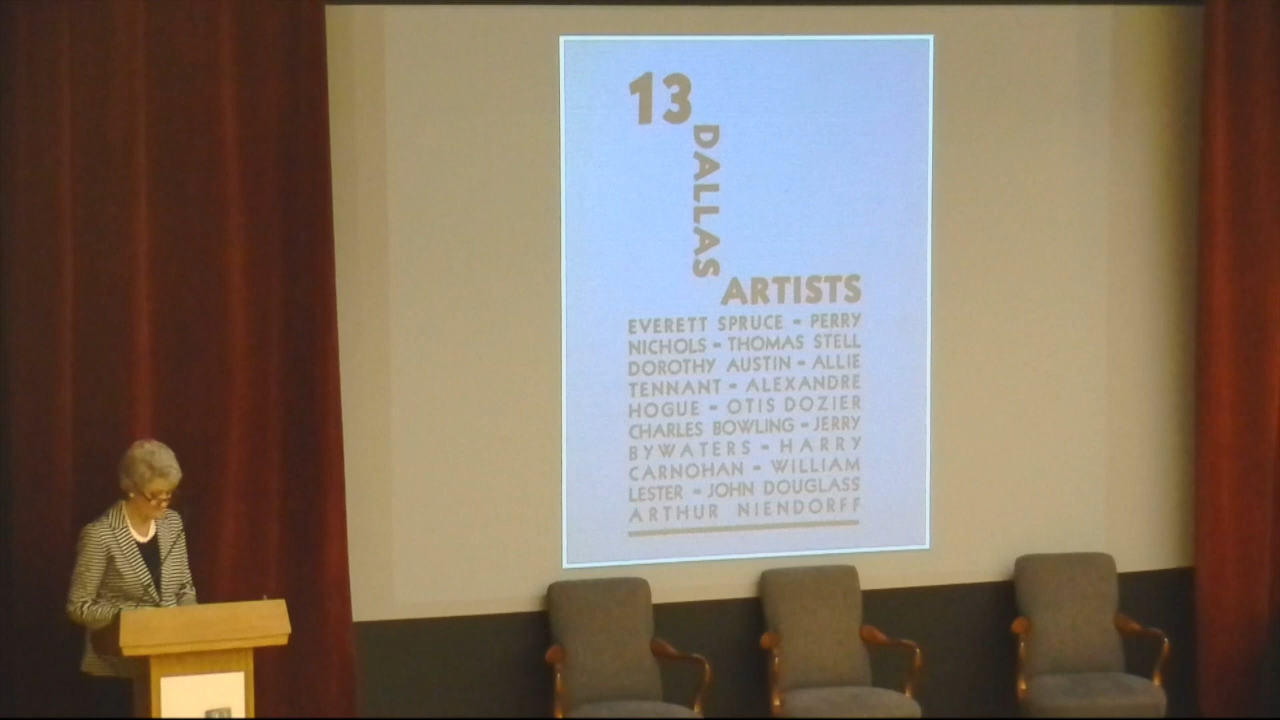 13
DALLAS
ARTISTS
EVERETT SPRUCE - PERRY
NICHOLS - THOMAS STELL
DOROTHY AUSTIN - ALLIE
TENNANT - ALEXANDRE
HOGUE - OTIS DOZIER
CHARLES BOWLING - JERRY
BYWATERS - HARRY
CARNOHAN - WILLIAM
LESTER - JOHN DOUGLASS
ARTHUR NIENDORFF